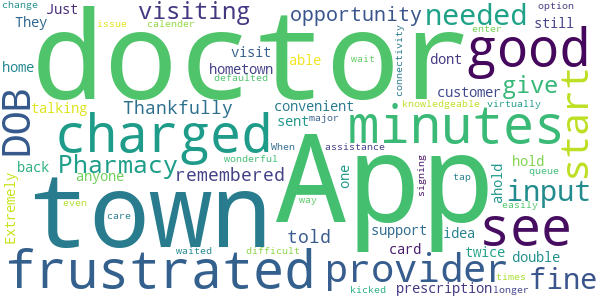 change
They
Just
visiting
opportunity
needed
option
issue
calender
doctor
still
enter
good
home
visit
able
wait
connectivity
dont
hometown
defaulted
customer
give
start
DOB
talking
Thankfully
convenient
sent
major
knowledgeable
virtually
charged
minutes
App
When
assistance
back
Pharmacy
wonderful
anyone
remembered
one
signing
tap
ahold
hold
queue
input
easily
Extremely
town
even
care
way
told
support
idea
see
waited
difficult
card
twice
double
frustrated
provider
times
fine
kicked
prescription
longer